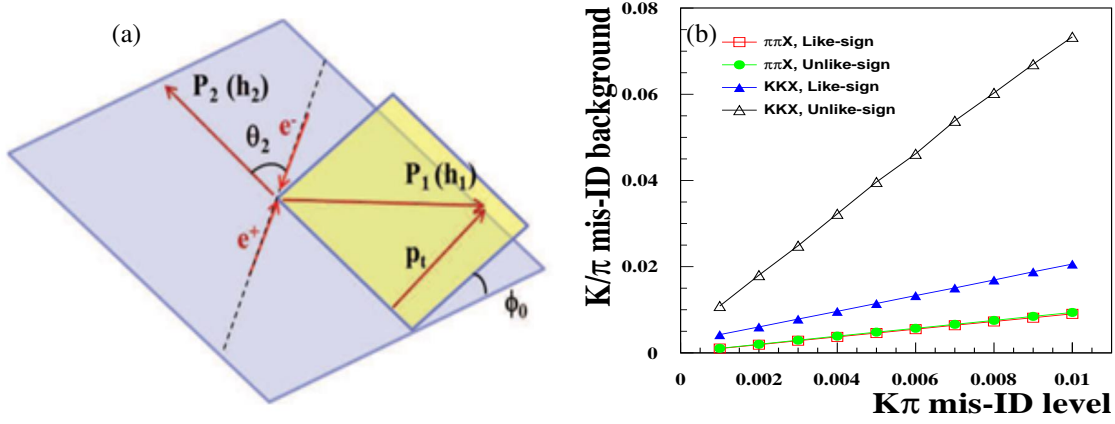 (a)
P₂ (h₂)
θ₂
e⁻
P₁ (h₁)
e⁺
pₜ
ϕ₀
(b)
ππX, Like-sign
ππX, Unlike-sign
KKX, Like-sign
KKX, Unlike-sign
K/π mis-ID background
0.08
0.06
0.04
0.02
0
0 0.002 0.004 0.006 0.008 0.01
Kπ mis-ID level